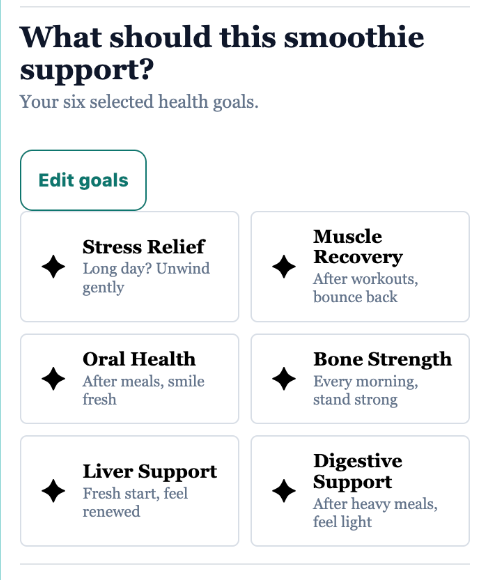 What should this smoothie
support?
Your six selected health goals.
Edit goals
Stress Relief
Long day? Unwind
gently
Muscle
Recovery
After workouts,
bounce back
Oral Health
After meals, smile
fresh
Bone Strength
Every morning,
stand strong
Liver Support
Fresh start, feel
renewed
Digestive
Support
After heavy meals,
feel light